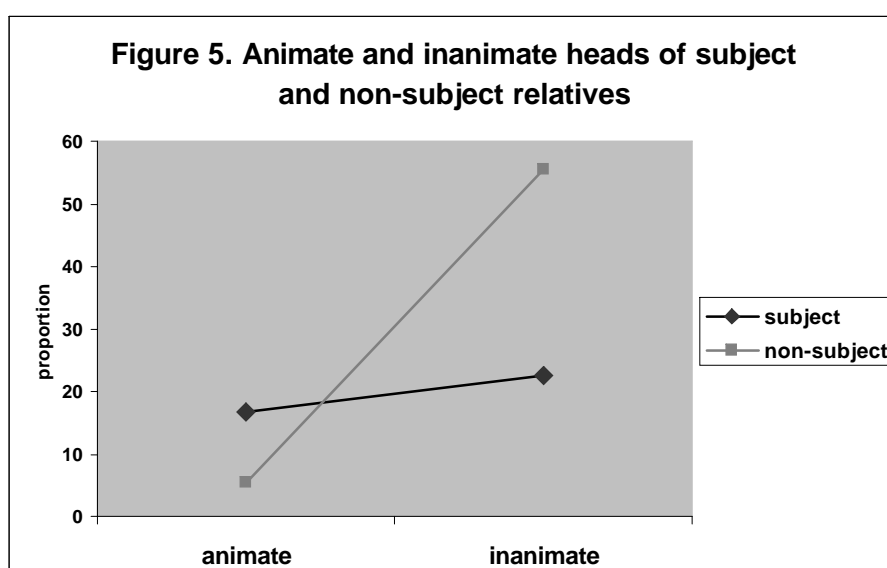 Figure 5. Animate and inanimate heads of subject
and non-subject relatives
60
50
40
30
20
10
0
proportion
animate
inanimate
subject
non-subject